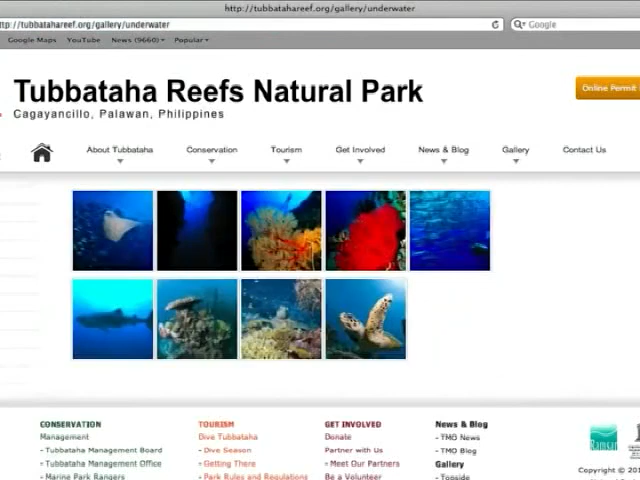 http://tubbatahareef.org/gallery/underwater
http://tubbatahareef.org/gallery/underwater
Google
Google Maps YouTube News (9660) Popular
Tubbataha Reefs Natural Park
Cagayancillo, Palawan, Philippines
Online Permit
About Tubbataha Conservation Tourism Get Involved News & Blog Gallery Contact Us
CONSERVATION TOURISM GET INVOLVED News & Blog
Management Dive Tubbataha Donate - TMO News
- Tubbataha Management Board - Dive Season Partner with Us - TMO Blog
- Tubbataha Management Office - Getting There - Meet Our Partners Gallery
- Marine Park Rangers - Park Rules and Regulations Be a Volunteer - Topside
Ramsar
Copyright © 201